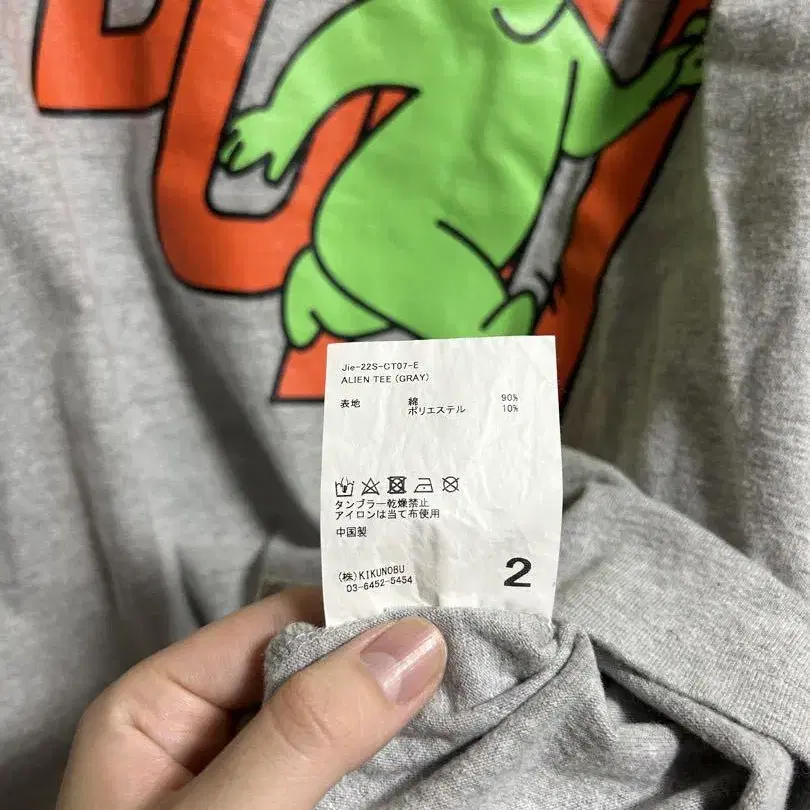 Jie-22S-CT07-E
ALIEN TEE (GRAY)
表地 綿 90%
ポリエステル 10%
タンブラー乾燥禁止
アイロンは当て布使用
中国製
(株)KIKUNOBU
03-6452-5454
2